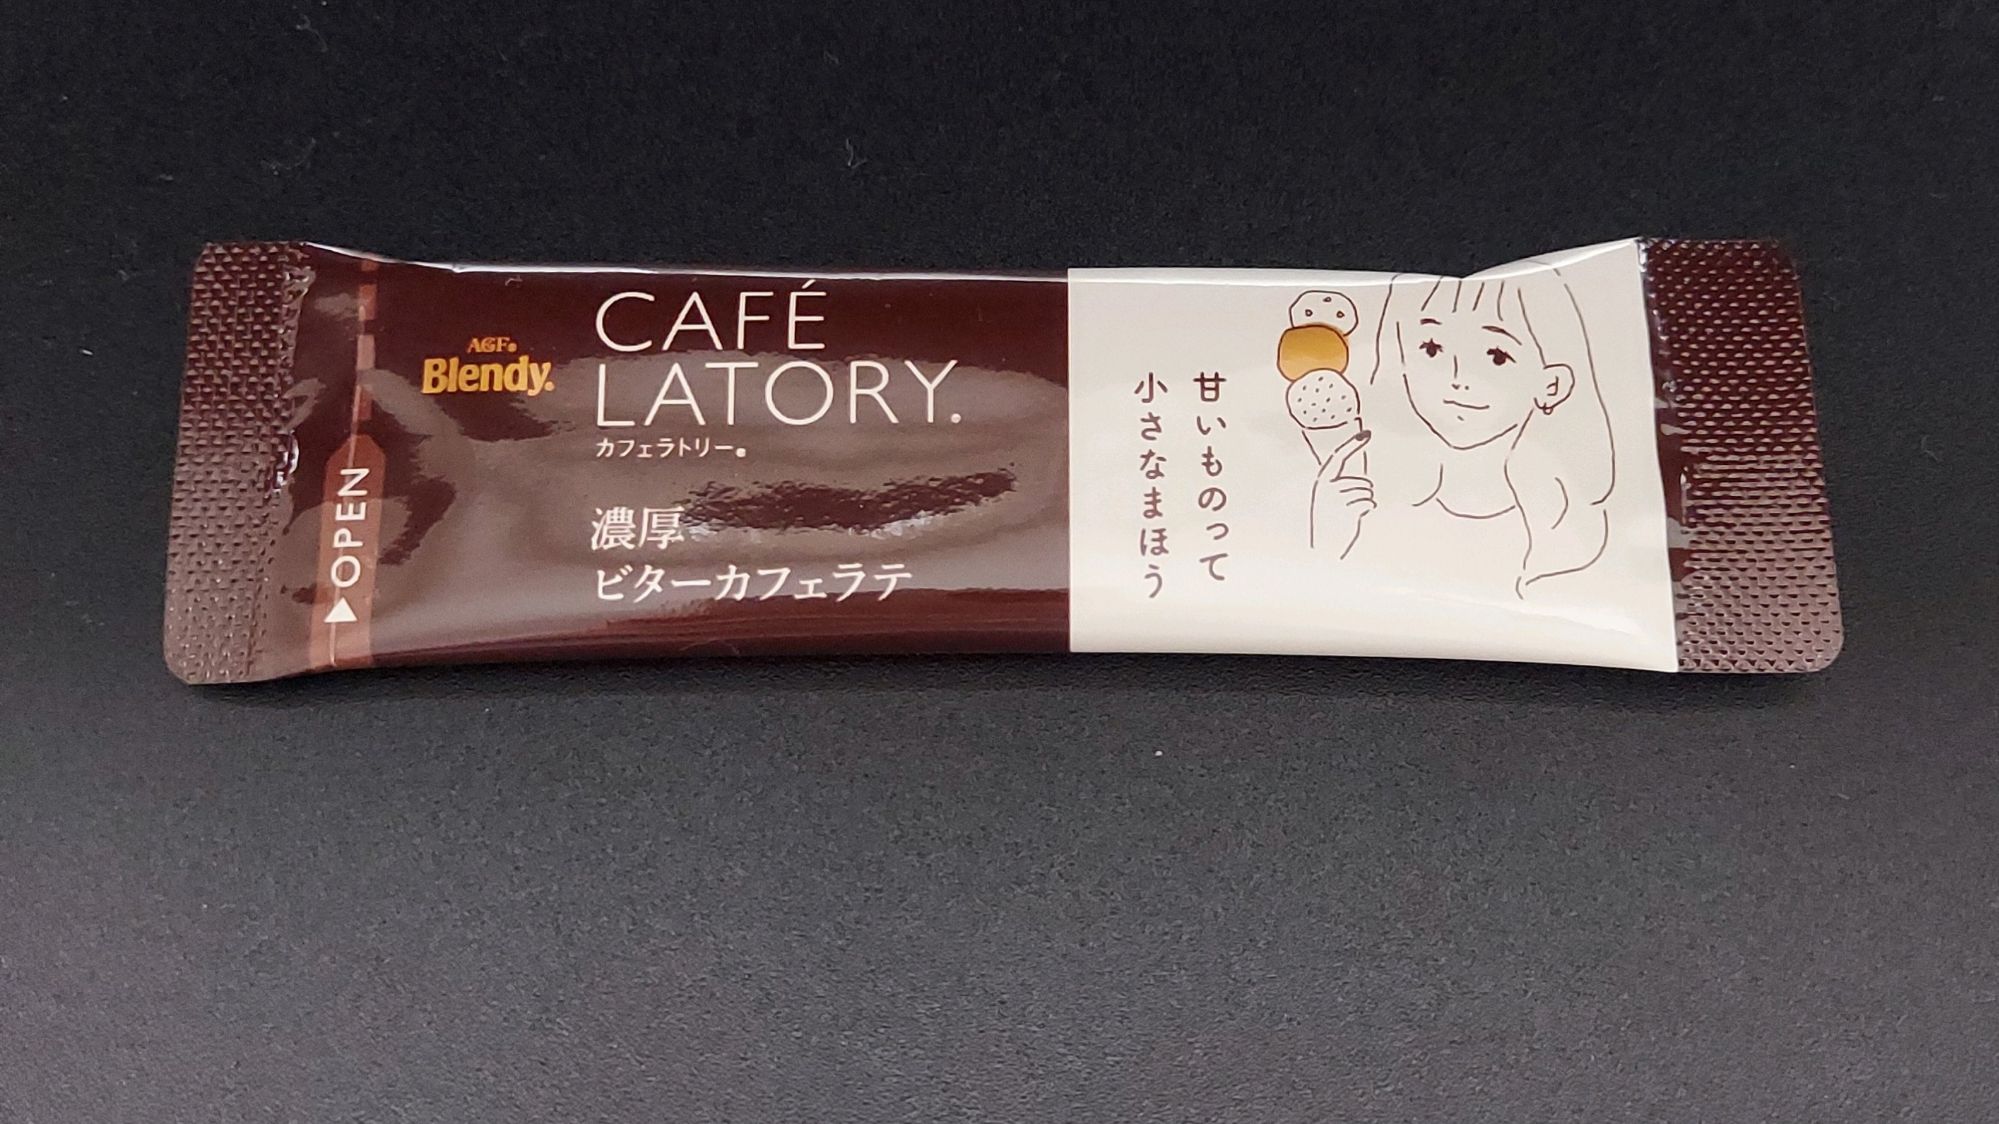 OPEN
AGF®
Blendy®
CAFÉ
LATORY®
カフェラトリー®
濃厚
ビターカフェラテ
甘いものって
小さなまほう